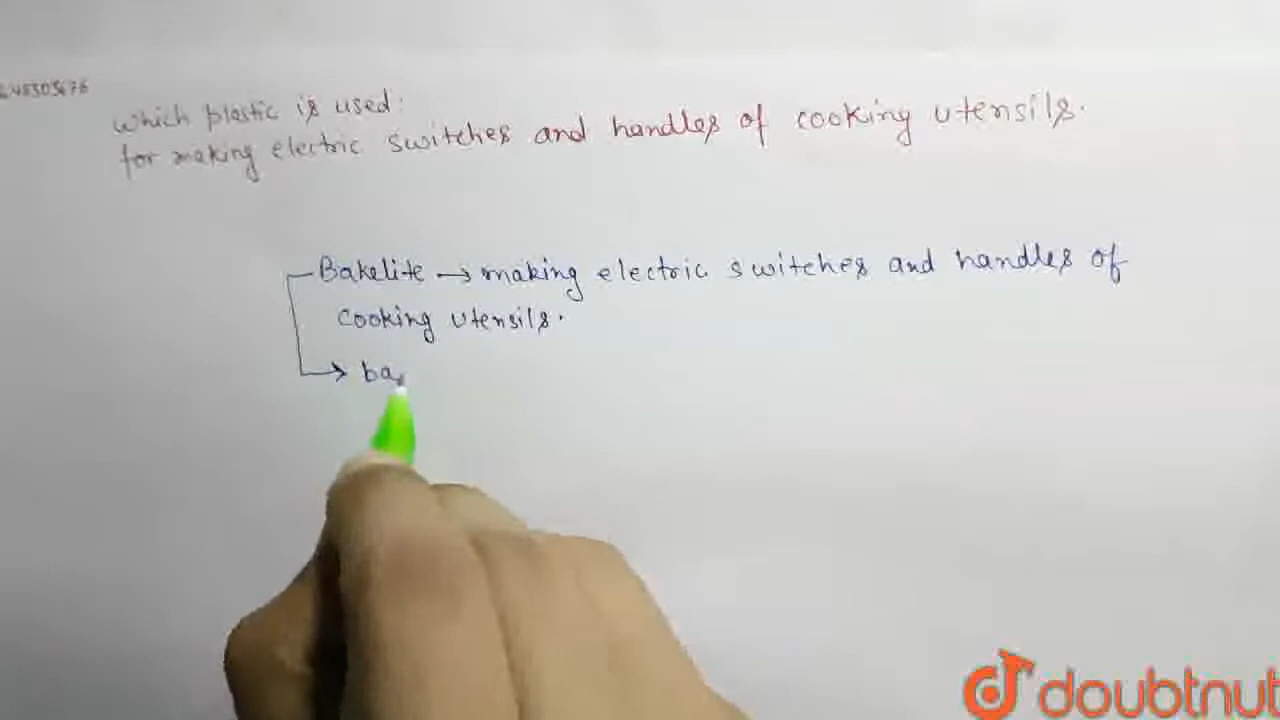 which plastic is used:
for making electric switches and handles of cooking utensils.
Bakelite → making electric switches and handles of
cooking utensils.
→ ba
doubtnut